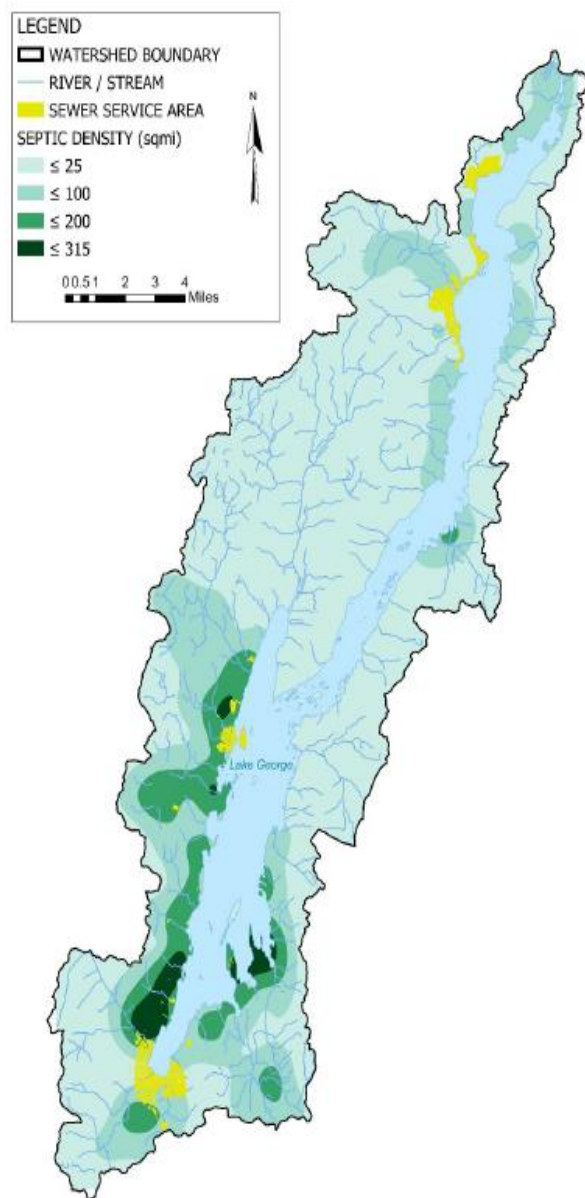 LEGEND
WATERSHED BOUNDARY
RIVER / STREAM
SEWER SERVICE AREA
SEPTIC DENSITY (sqmi)
≤ 25
≤ 100
≤ 200
≤ 315
N
0 0.5 1 2 3 4
Miles
Lake George